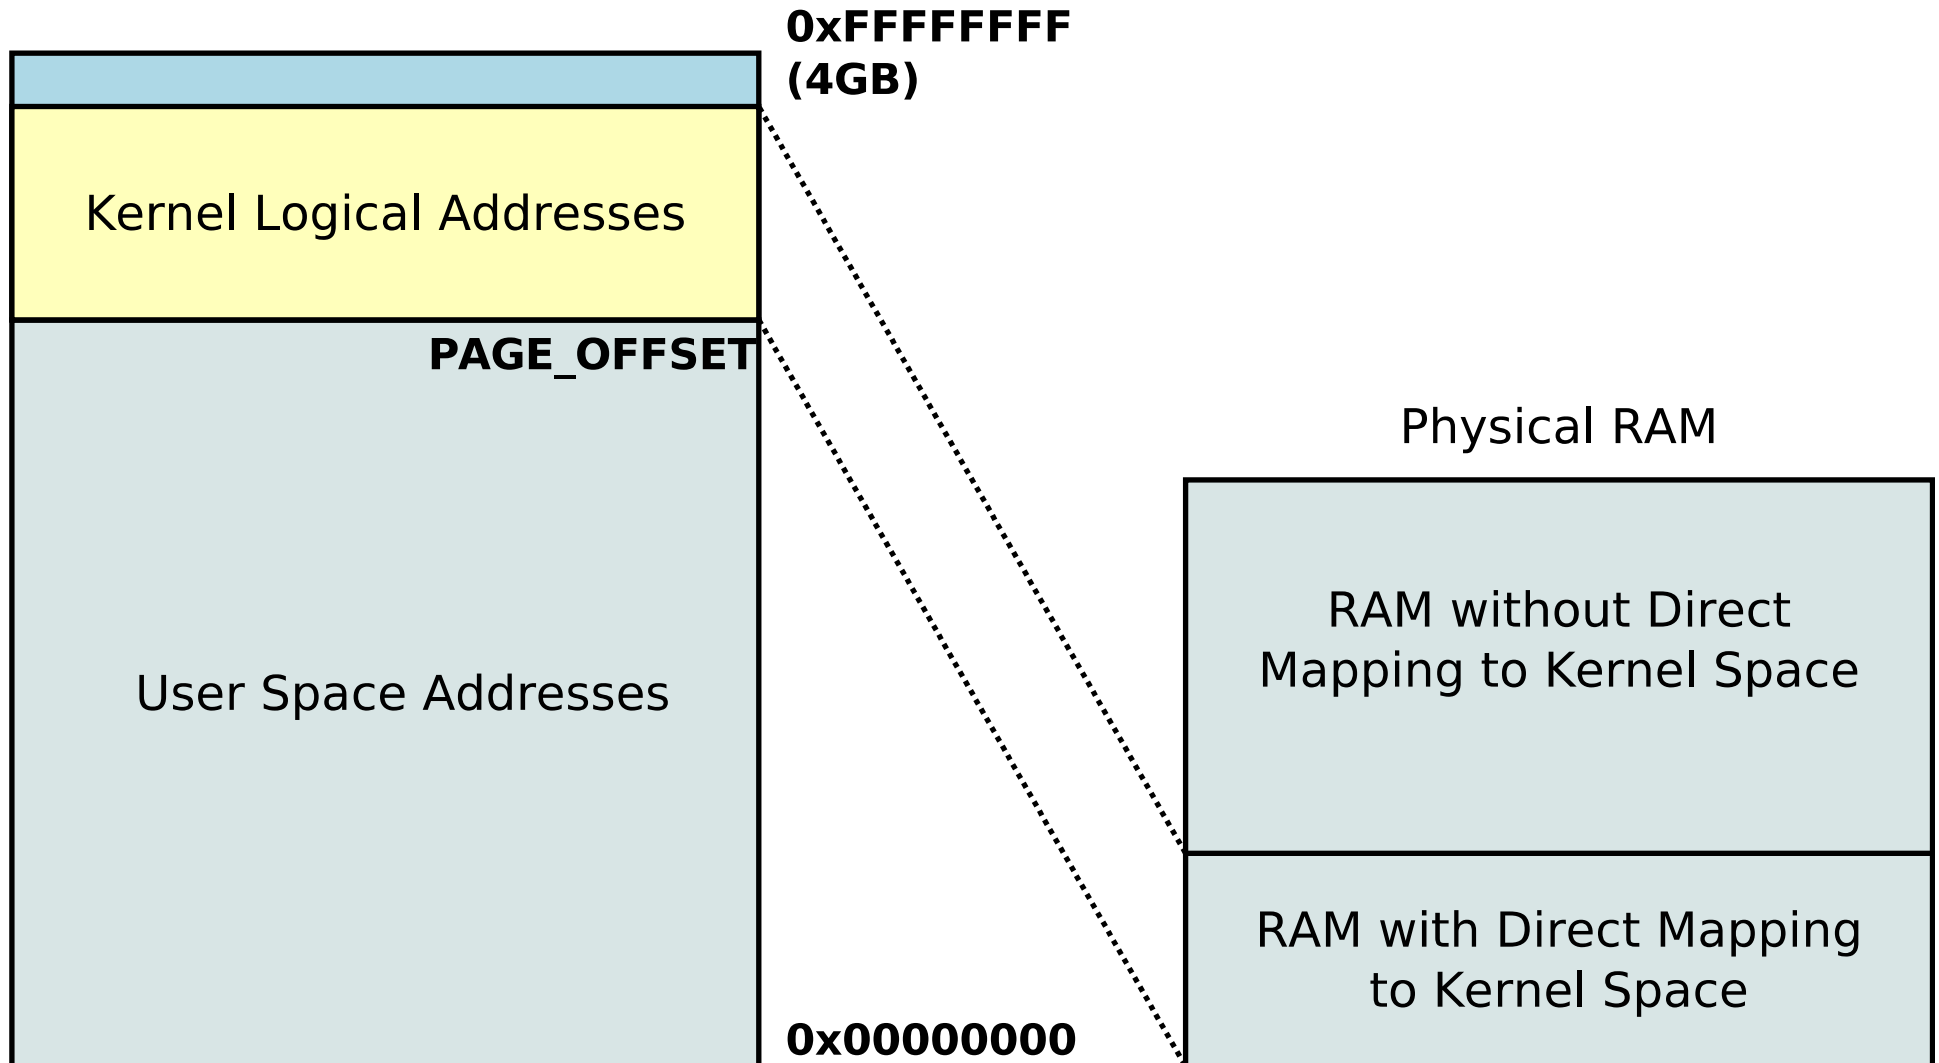 0xFFFFFFFF
(4GB)
Kernel Logical Addresses
PAGE_OFFSET
User Space Addresses
0x00000000
Physical RAM
RAM without Direct
Mapping to Kernel Space
RAM with Direct Mapping
to Kernel Space